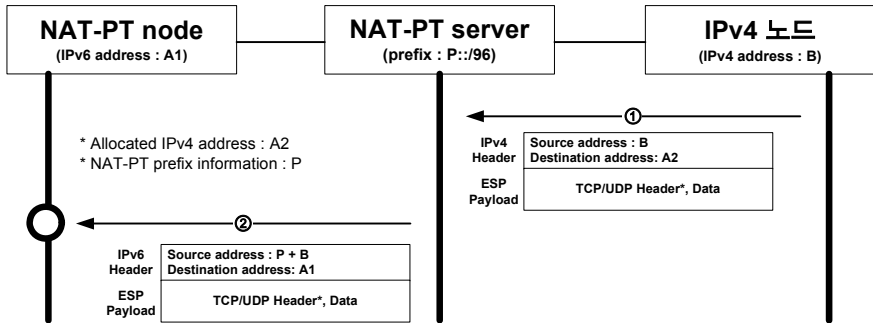 NAT-PT node
(IPv6 address : A1)
NAT-PT server
(prefix : P::/96)
IPv4 노드
(IPv4 address : B)
①
* Allocated IPv4 address : A2
* NAT-PT prefix information : P
IPv4
Header
Source address : B
Destination address: A2
ESP
Payload
TCP/UDP Header*, Data
②
IPv6
Header
Source address : P + B
Destination address: A1
ESP
Payload
TCP/UDP Header*, Data